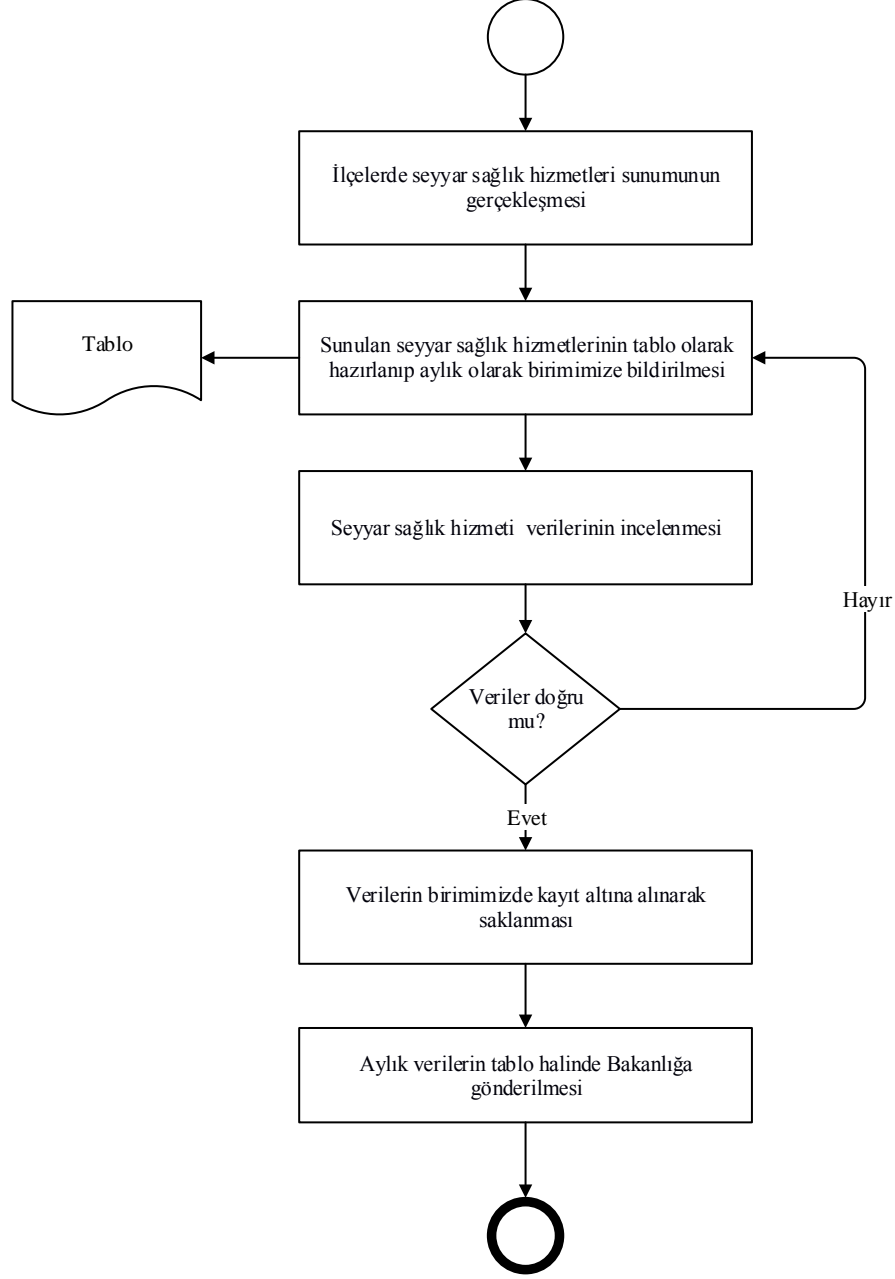 İlçelerde seyyar sağlık hizmetleri sunumunun
gerçekleşmesi
Tablo
Sunulan seyyar sağlık hizmetlerinin tablo olarak
hazırlanıp aylık olarak birimimize bildirilmesi
Seyyar sağlık hizmeti verilerinin incelenmesi
Hayır
Veriler doğru
mu?
Evet
Verilerin birimimizde kayıt altına alınarak
saklanması
Aylık verilerin tablo halinde Bakanlığa
gönderilmesi